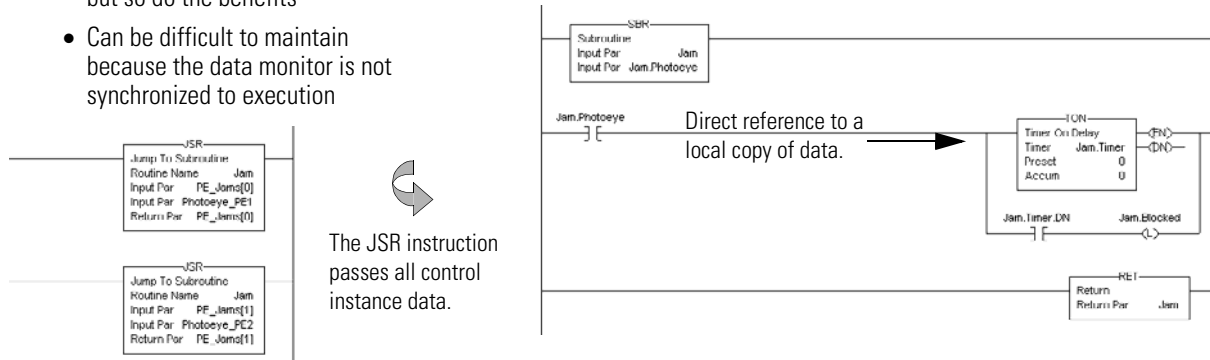 but so do the benefits
• Can be difficult to maintain
because the data monitor is not
synchronized to execution
JSR
Jump To Subroutine
Routine Name Jam
Input Par PE_Jams[0]
Input Par Photoeye_PE1
Return Par PE_Jams[0]
JSR
Jump To Subroutine
Routine Name Jam
Input Par PE_Jams[1]
Input Par Photoeye_PE2
Return Par PE_Jams[1]
The JSR instruction
passes all control
instance data.
SBR
Subroutine
Input Par Jam
Input Par Jam.Photoeye
Jam.Photoeye
Direct reference to a
local copy of data.
TON
Timer On Delay
Timer Jam.Timer
Preset 0
Accum 0
EN
DN
Jam.Timer.DN
Jam.Blocked
L
RET
Return
Return Par Jam